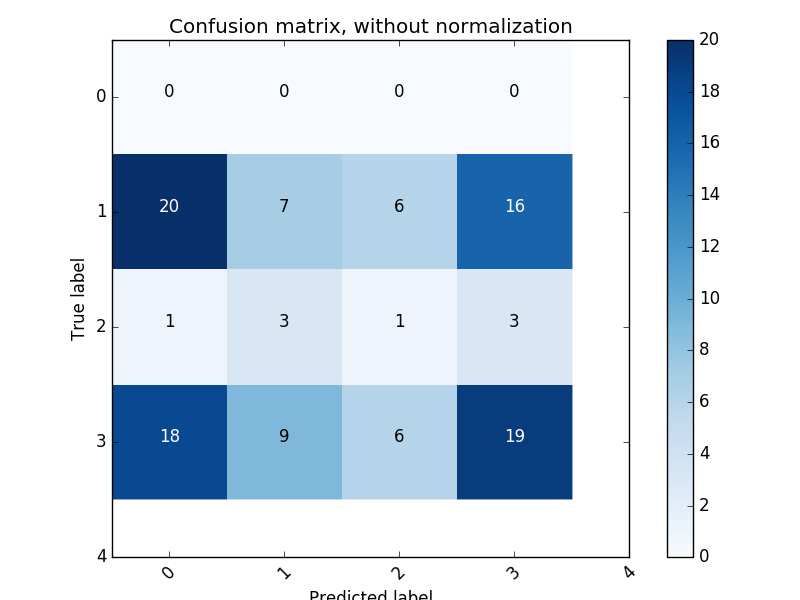 Confusion matrix, without normalization
0 0 0 0 0
1 20 7 6 16
2 1 3 1 3
3 18 9 6 19
4
0 1 2 3 4
True label
Predicted label
20
18
16
14
12
10
8
6
4
2
0